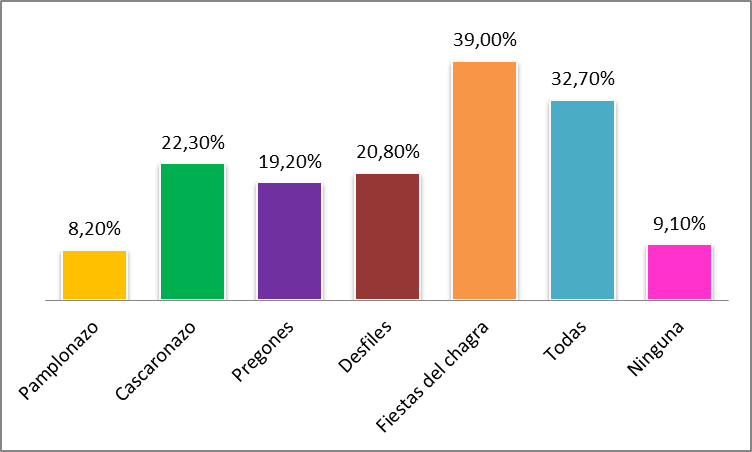 39,00%
32,70%
22,30%
20,80%
19,20%
9,10%
8,20%
Pamplonazo
Cascaronazo
Pregones
Desfiles
Fiestas del chagra
Todas
Ninguna